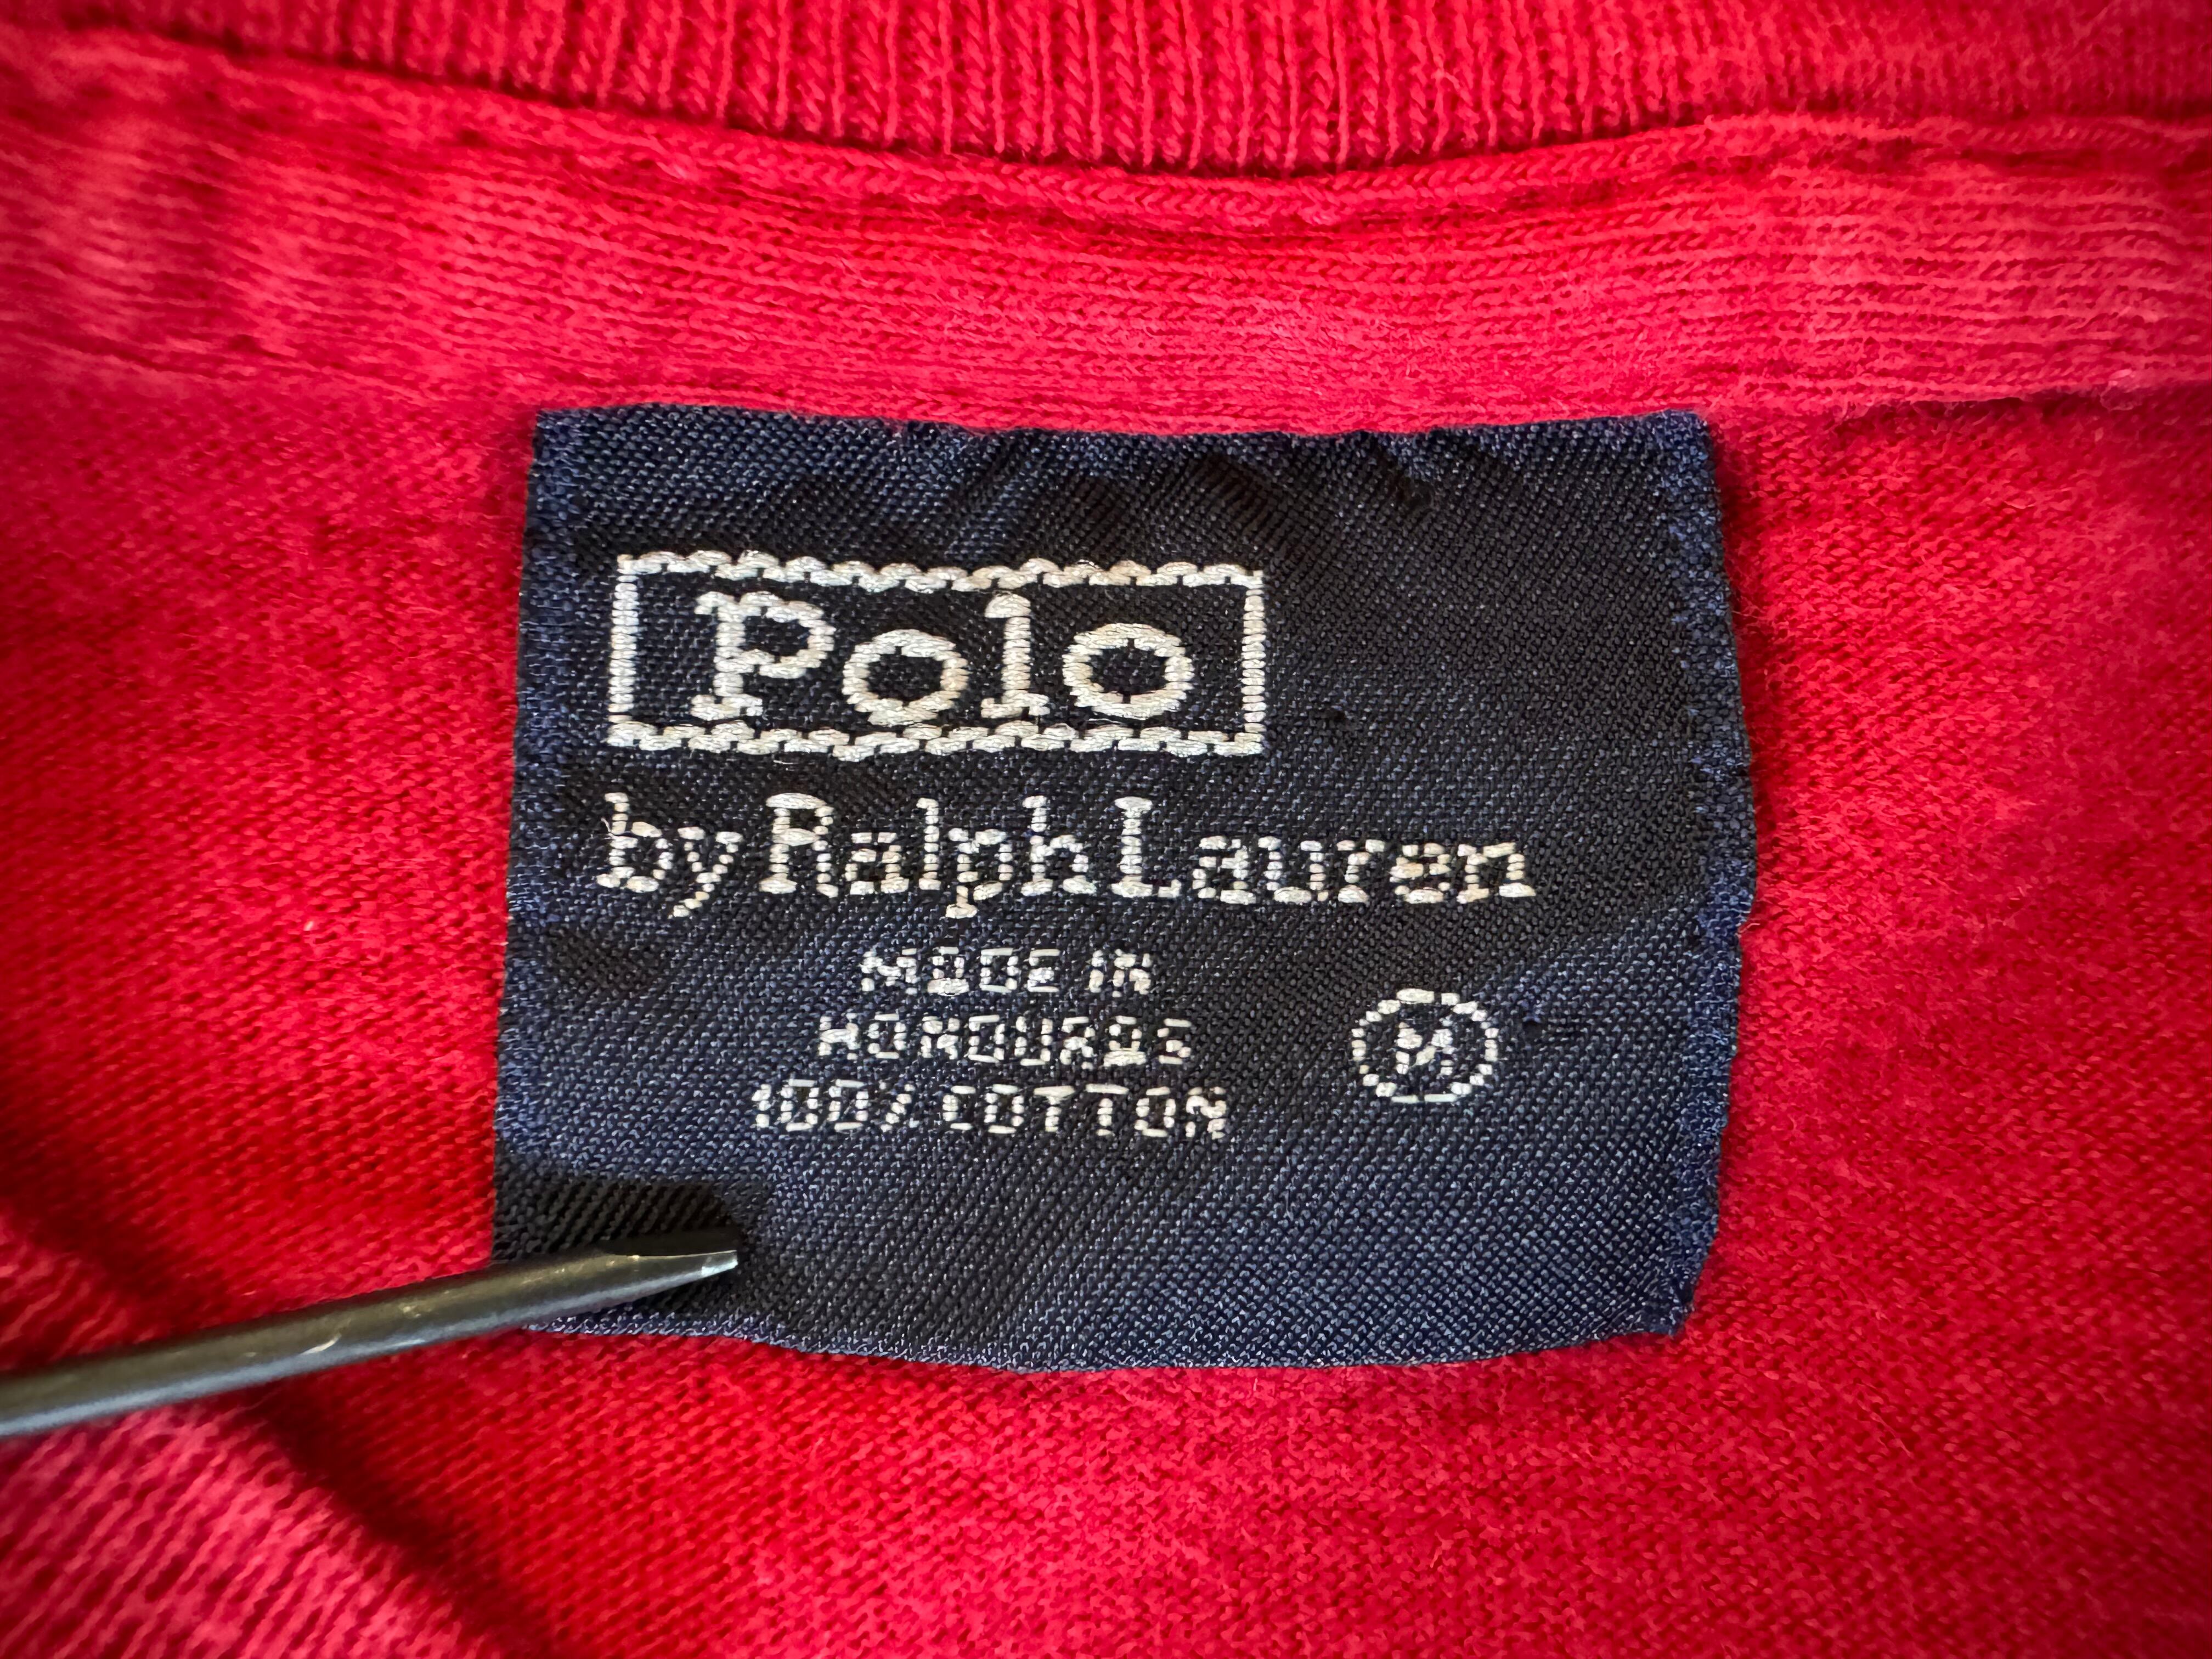 Polo
by Ralph Lauren
MADE IN
HONDURAS
100% COTTON
M